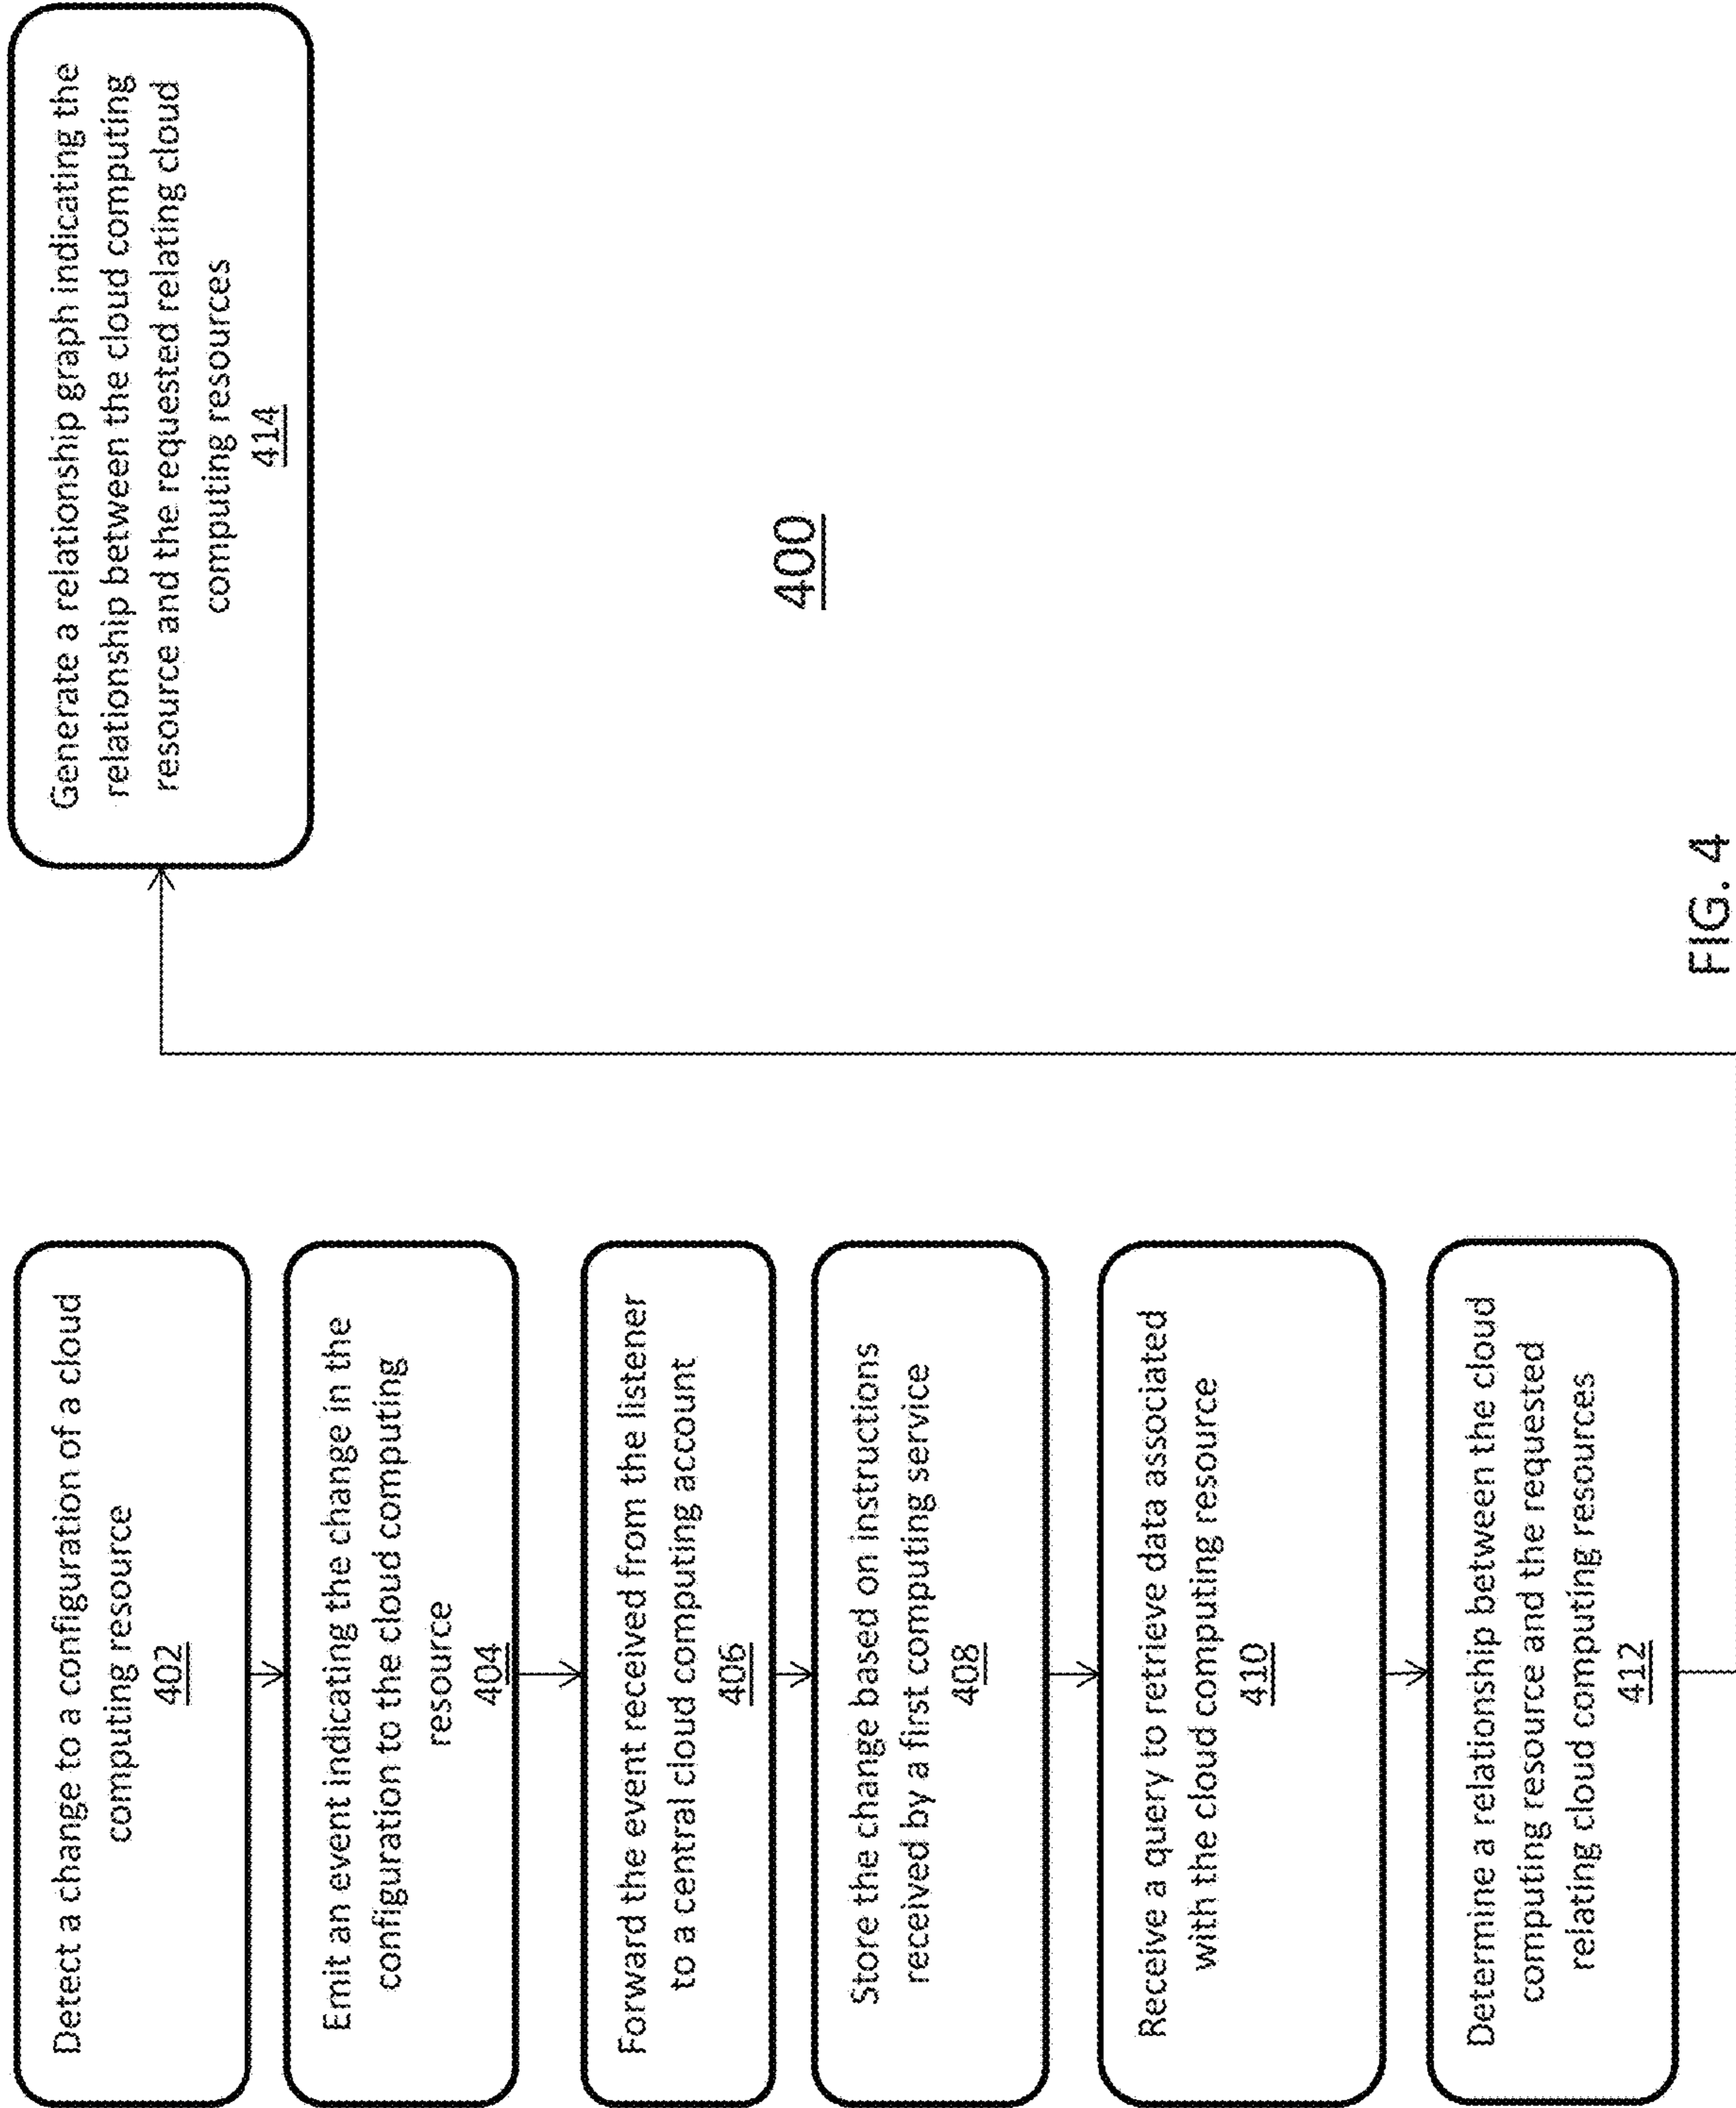 Detect a change to a configuration of a cloud
computing resource
402
Emit an event indicating the change in the
configuration to the cloud computing
resource
404
Forward the event received from the listener
to a central cloud computing account
406
Store the change based on instructions
received by a first computing service
408
Receive a query to retrieve data associated
with the cloud computing resource
410
Determine a relationship between the cloud
computing resource and the requested
relating cloud computing resources
412
Generate a relationship graph indicating the
relationship between the cloud computing
resource and the requested relating cloud
computing resources
414
400
FIG. 4